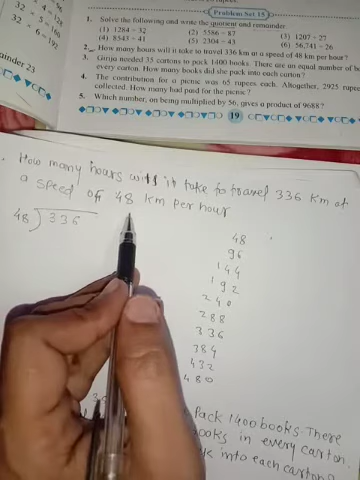 Problem Set 15
1. Solve the following and write the quotient and remainder.
(1) 1284 ÷ 32 (2) 5586 ÷ 87 (3) 1207 ÷ 27
(4) 8543 ÷ 41 (5) 2304 ÷ 43 (6) 56,741 ÷ 26
2. How many hours will it take to travel 336 km at a speed of 48 km per hour?
3. Girija needed 35 cartons to pack 1400 books. There are an equal number of bo
every carton. How many books did she pack into each carton?
4. The contribution for a picnic was 65 rupees each. Altogether, 2925 rupee
collected. How many had paid for the picnic?
5. Which number, on being multiplied by 56, gives a product of 9688?
19
32 × 5 =
32 × 6 = 192
ainder 23
How many hours will it take to travel 336 Km at
a speed of 48 Km per hour
48 ) 336
48
96
144
192
240
288
336
384
432
480
Pack 1400 books There
ooks in every carton.
into each carton